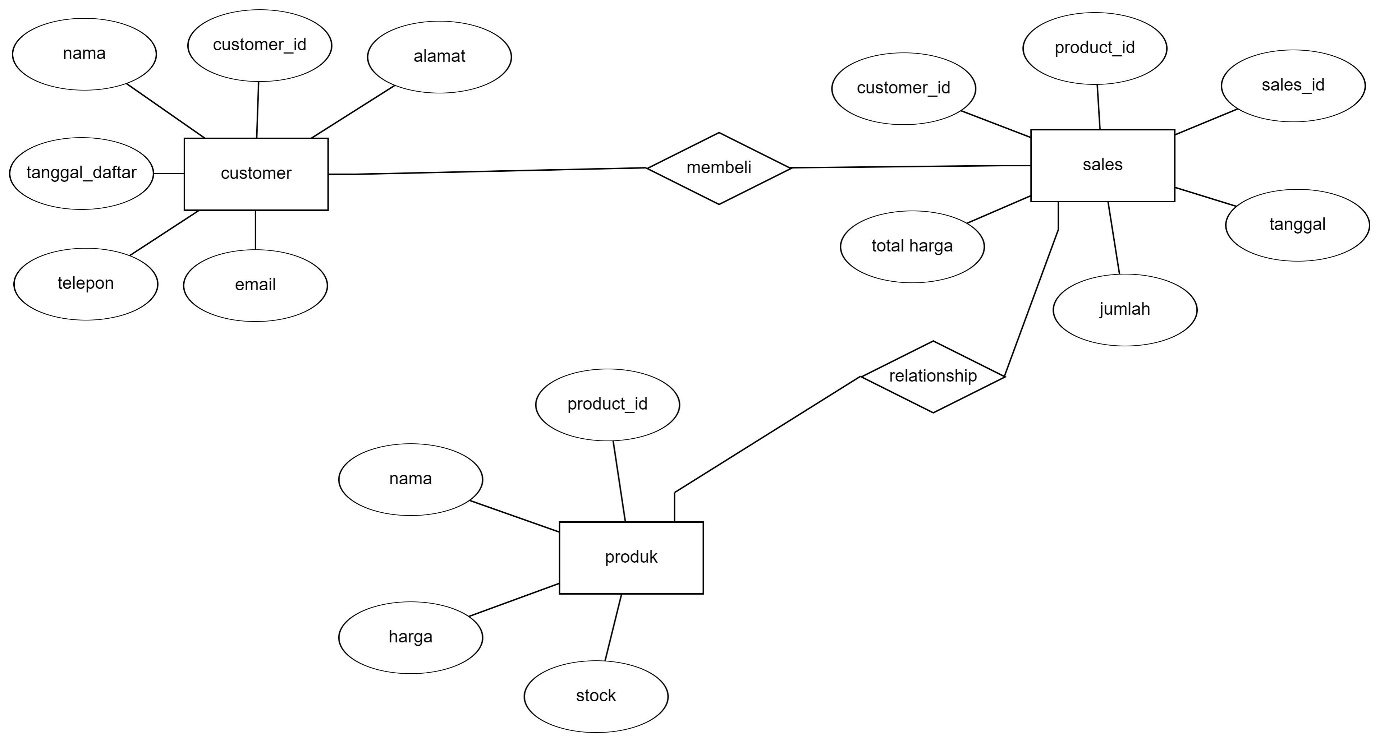 nama
customer_id
alamat
tanggal_daftar
customer
telepon
email
membeli
customer_id
product_id
sales_id
sales
total harga
tanggal
jumlah
relationship
product_id
nama
produk
harga
stock